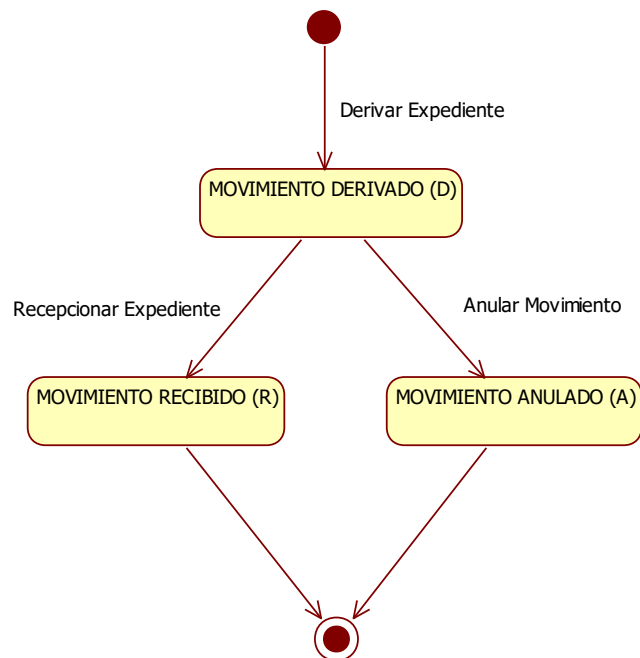 Derivar Expediente
MOVIMIENTO DERIVADO (D)
Recepcionar Expediente
Anular Movimiento
MOVIMIENTO RECIBIDO (R)
MOVIMIENTO ANULADO (A)